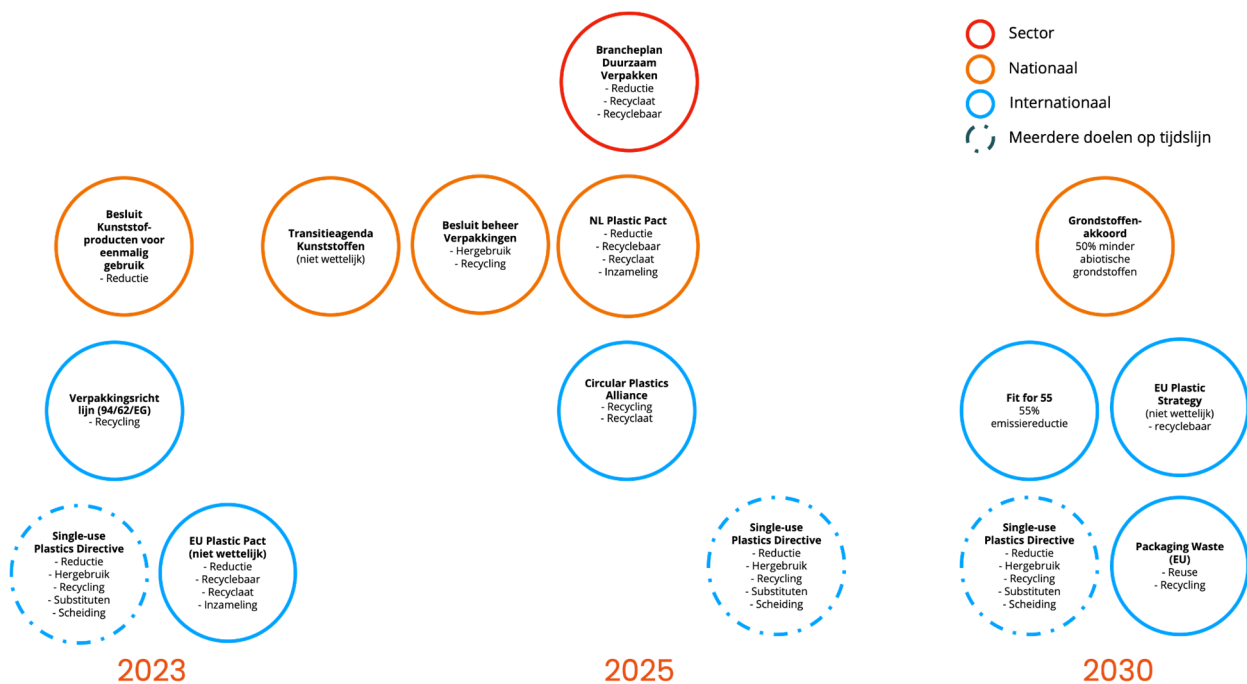 Brancheplan
Duurzaam
Verpakken
- Reductie
- Recyclaat
- Recyclebaar
Sector
Nationaal
Internationaal
Meerdere doelen op tijdslijn
Besluit
Kunststof-
producten voor
eenmalig
gebruik
- Reductie
Transitieagenda
Kunststoffen
(niet wettelijk)
Besluit beheer
Verpakkingen
- Hergebruik
- Recycling
NL Plastic Pact
- Reductie
- Recyclebaar
- Recyclaat
- Inzameling
Grondstoffen-
akkoord
50% minder
abiotische
grondstoffen
Verpakkingsricht
lijn (94/62/EG)
- Recycling
Circular Plastics
Alliance
- Recycling
- Recyclaat
Fit for 55
55%
emissiereductie
EU Plastic
Strategy
(niet wettelijk)
- recyclebaar
Single-use
Plastics Directive
- Reductie
- Hergebruik
- Recycling
- Substituten
- Scheiding
EU Plastic Pact
(niet wettelijk)
- Reductie
- Recyclebaar
- Recyclaat
- Inzameling
Single-use
Plastics Directive
- Reductie
- Hergebruik
- Recycling
- Substituten
- Scheiding
Single-use
Plastics Directive
- Reductie
- Hergebruik
- Recycling
- Substituten
- Scheiding
Packaging Waste
(EU)
- Reuse
- Recycling
2023
2025
2030